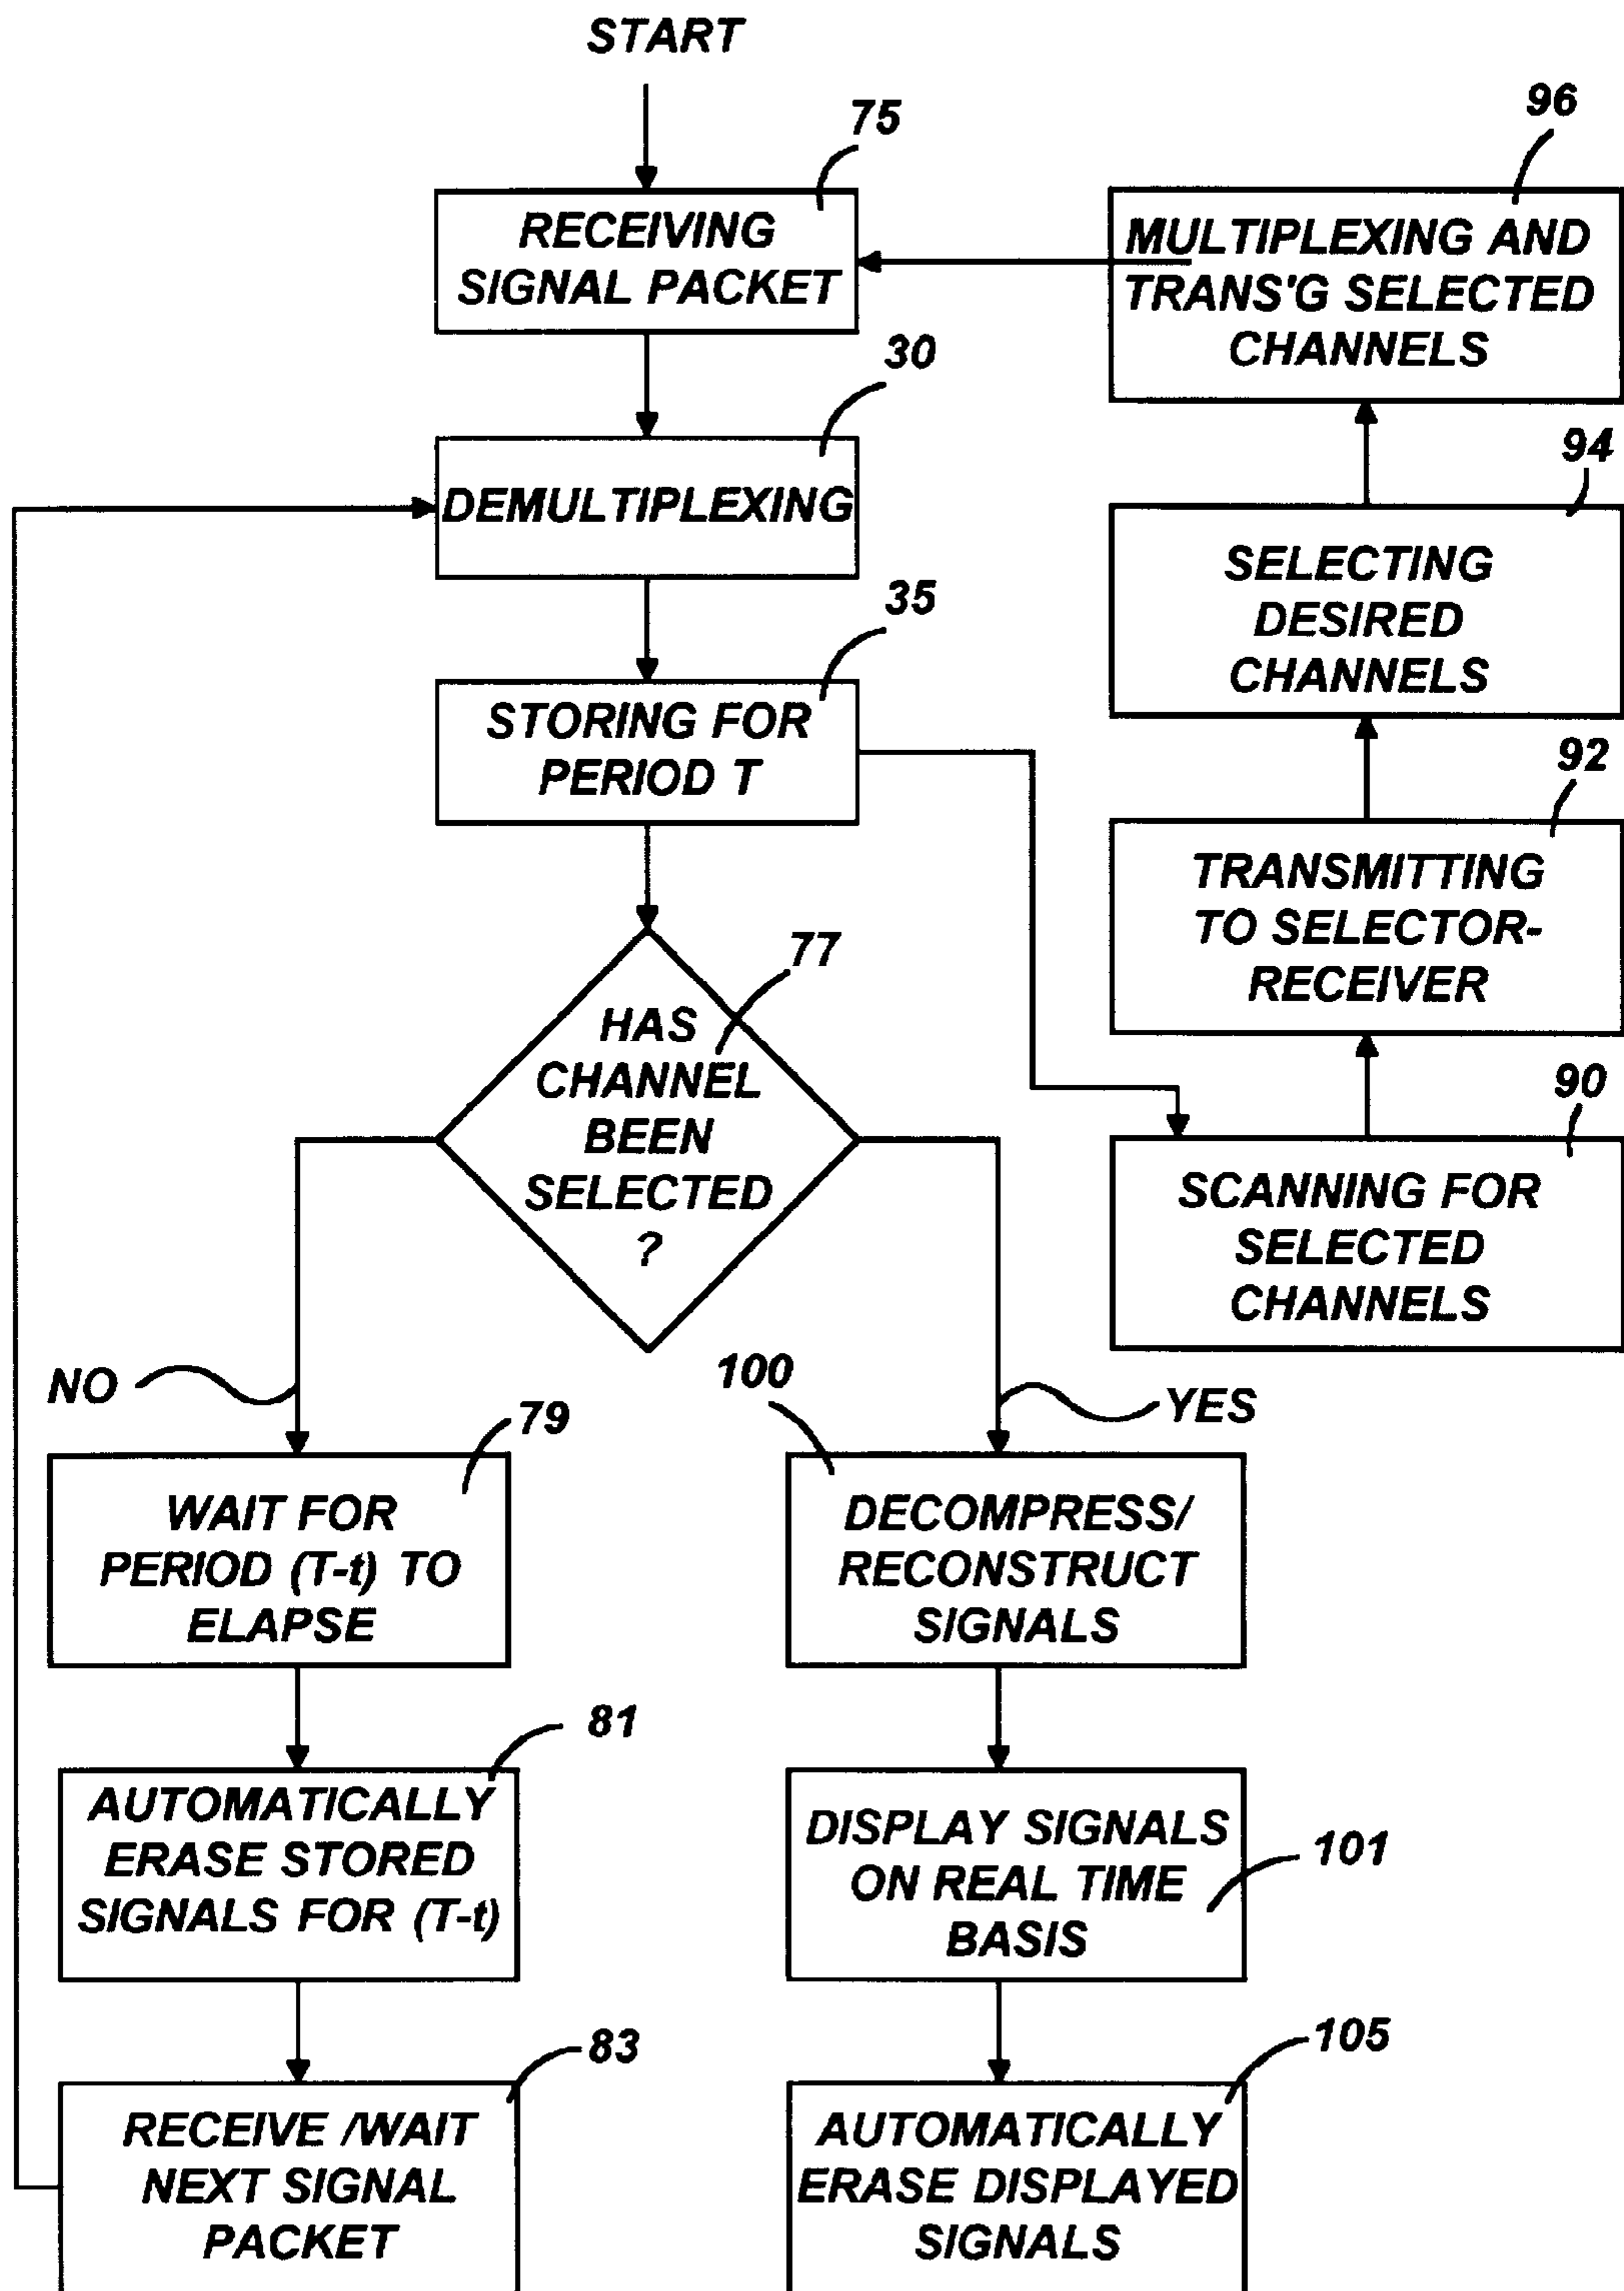 START
75
RECEIVING
SIGNAL PACKET
96
MULTIPLEXING AND
TRANS'G SELECTED
CHANNELS
30
DEMULTIPLEXING
94
SELECTING
DESIRED
CHANNELS
35
STORING FOR
PERIOD T
92
TRANSMITTING
TO SELECTOR-
RECEIVER
77
HAS
CHANNEL
BEEN
SELECTED
?
90
SCANNING FOR
SELECTED
CHANNELS
NO
YES
79
WAIT FOR
PERIOD (T-t) TO
ELAPSE
100
DECOMPRESS/
RECONSTRUCT
SIGNALS
81
AUTOMATICALLY
ERASE STORED
SIGNALS FOR (T-t)
101
DISPLAY SIGNALS
ON REAL TIME
BASIS
83
RECEIVE /WAIT
NEXT SIGNAL
PACKET
105
AUTOMATICALLY
ERASE DISPLAYED
SIGNALS